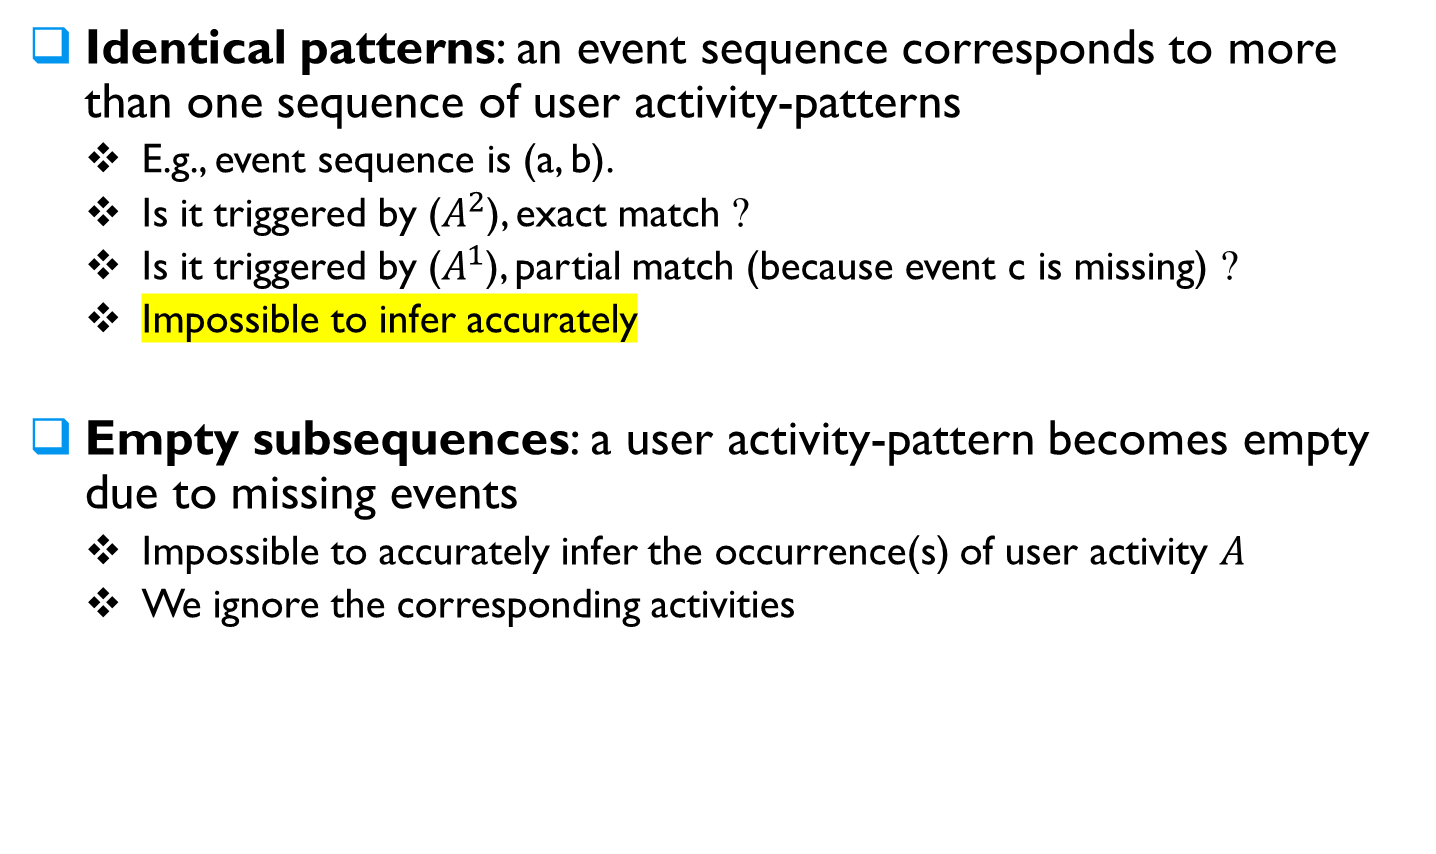 Identical patterns: an event sequence corresponds to more
than one sequence of user activity-patterns
E.g., event sequence is (a, b).
Is it triggered by (A²), exact match ?
Is it triggered by (A¹), partial match (because event c is missing) ?
Impossible to infer accurately
Empty subsequences: a user activity-pattern becomes empty
due to missing events
Impossible to accurately infer the occurrence(s) of user activity A
We ignore the corresponding activities